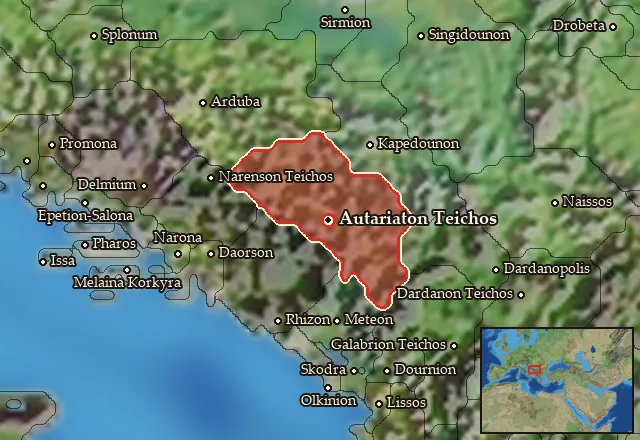 Sirmion
Drobeta
Splonum
Singidounon
Arduba
Promona
Kapedounon
Narenson Teichos
Delmium
Naissos
Epetion-Salona
Autariaton Teichos
Narona
Pharos
Daorson
Issa
Dardanopolis
Melaina Korkyra
Dardanon Teichos
Rhizon
Meteon
Galabrion Teichos
Skodra
Dournion
Olkinion
Lissos